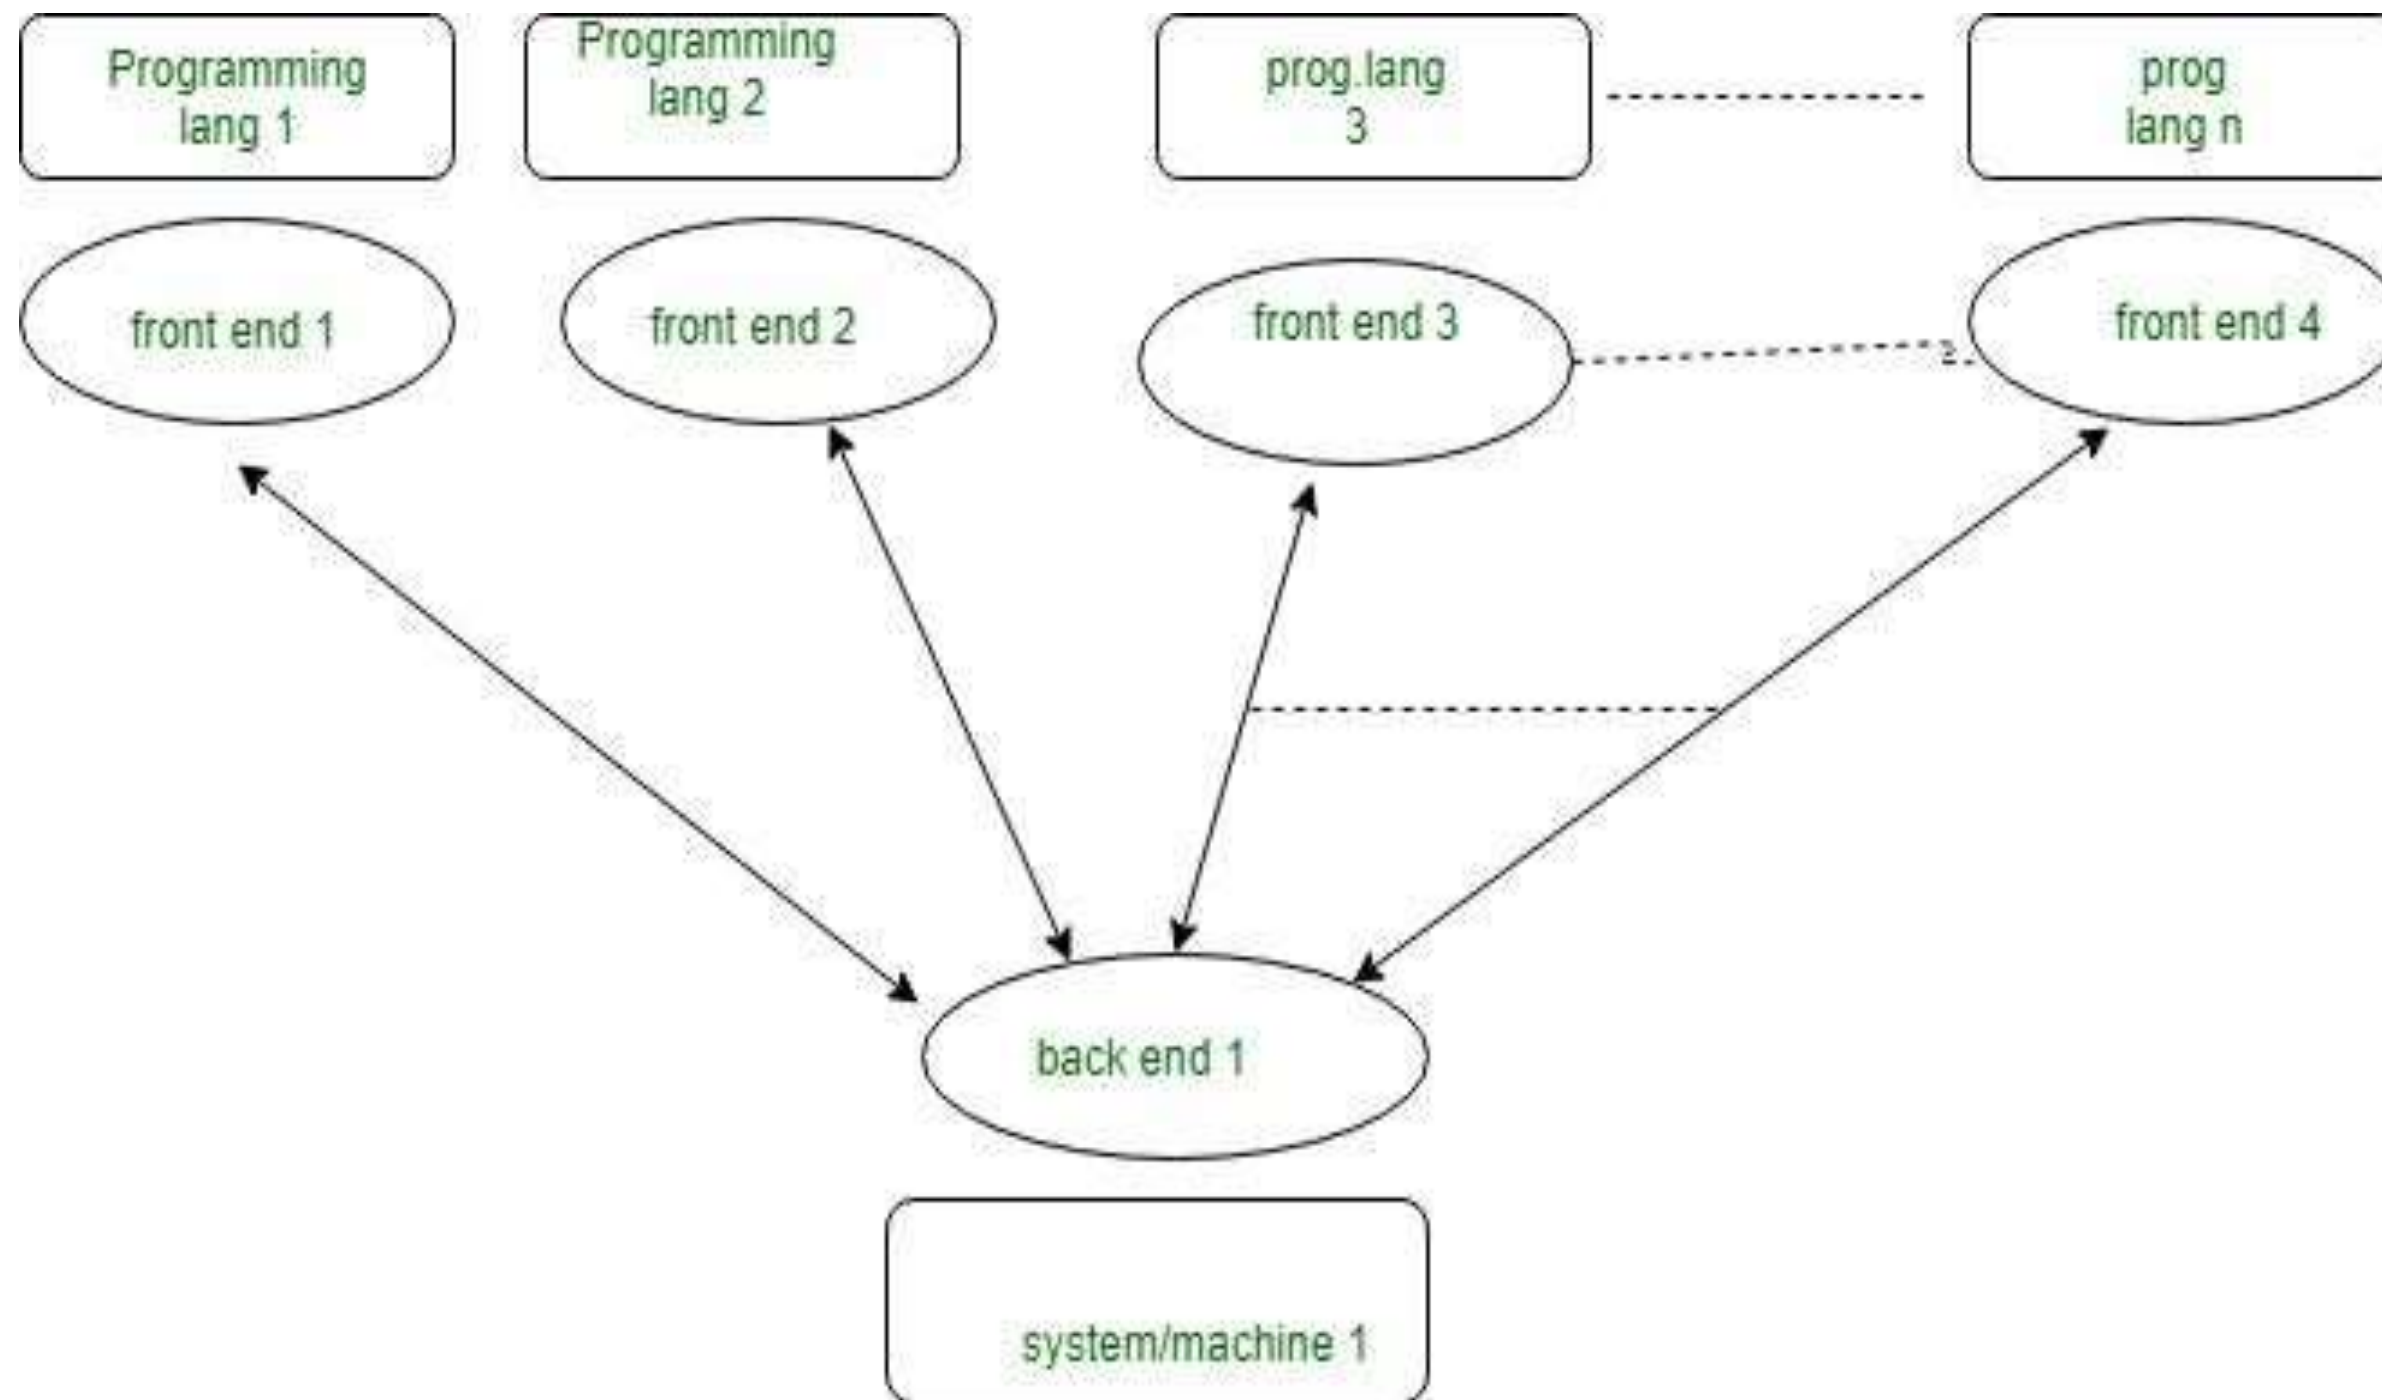 Programming
lang 1
Programming
lang 2
prog.lang
3
prog
lang n
front end 1
front end 2
front end 3
front end 4
back end 1
system/machine 1